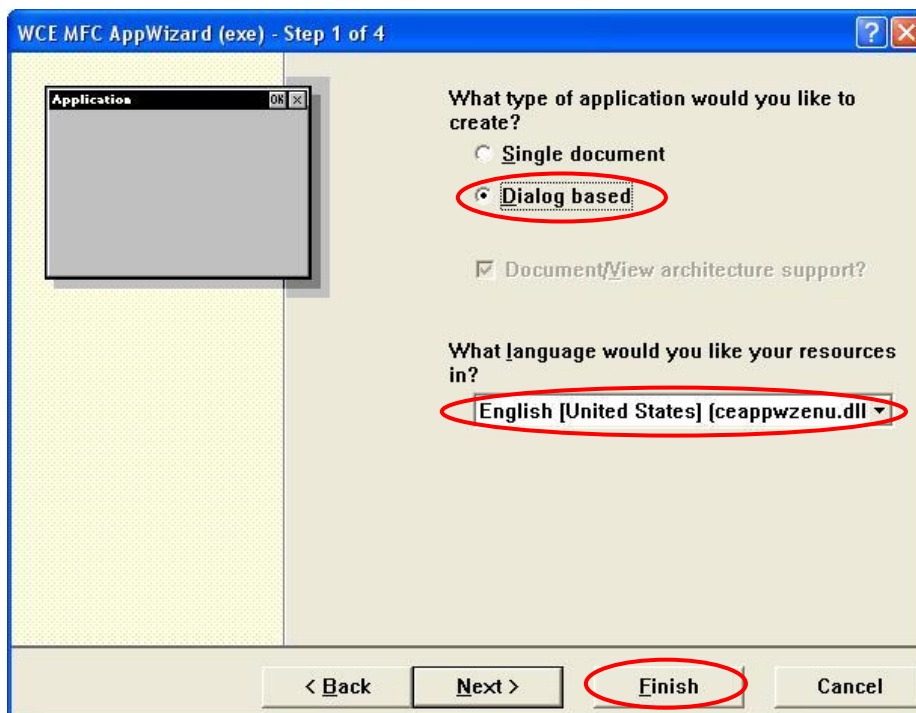 WCE MFC AppWizard (exe) - Step 1 of 4
Application OK
What type of application would you like to
create?
Single document
Dialog based
Document/View architecture support?
What language would you like your resources
in?
English [United States] (ceappwzenu.dll
< Back Next > Finish Cancel